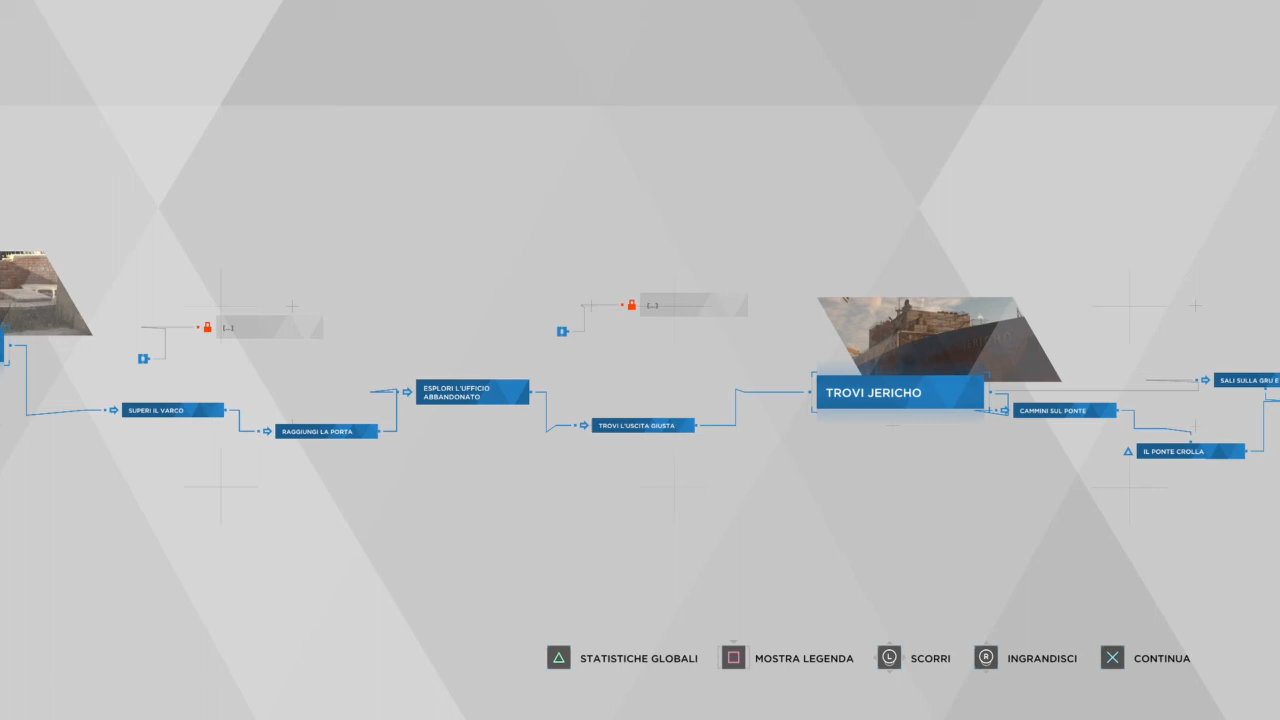 [...]
[...]
SUPERI IL VARCO
RAGGIUNGI LA PORTA
ESPLORI L'UFFICIO
ABBANDONATO
TROVI L'USCITA GIUSTA
TROVI JERICHO
CAMMINI SUL PONTE
IL PONTE CROLLA
SALI SULLA GRU E
STATISTICHE GLOBALI
MOSTRA LEGENDA
L
SCORRI
R
INGRANDISCI
CONTINUA